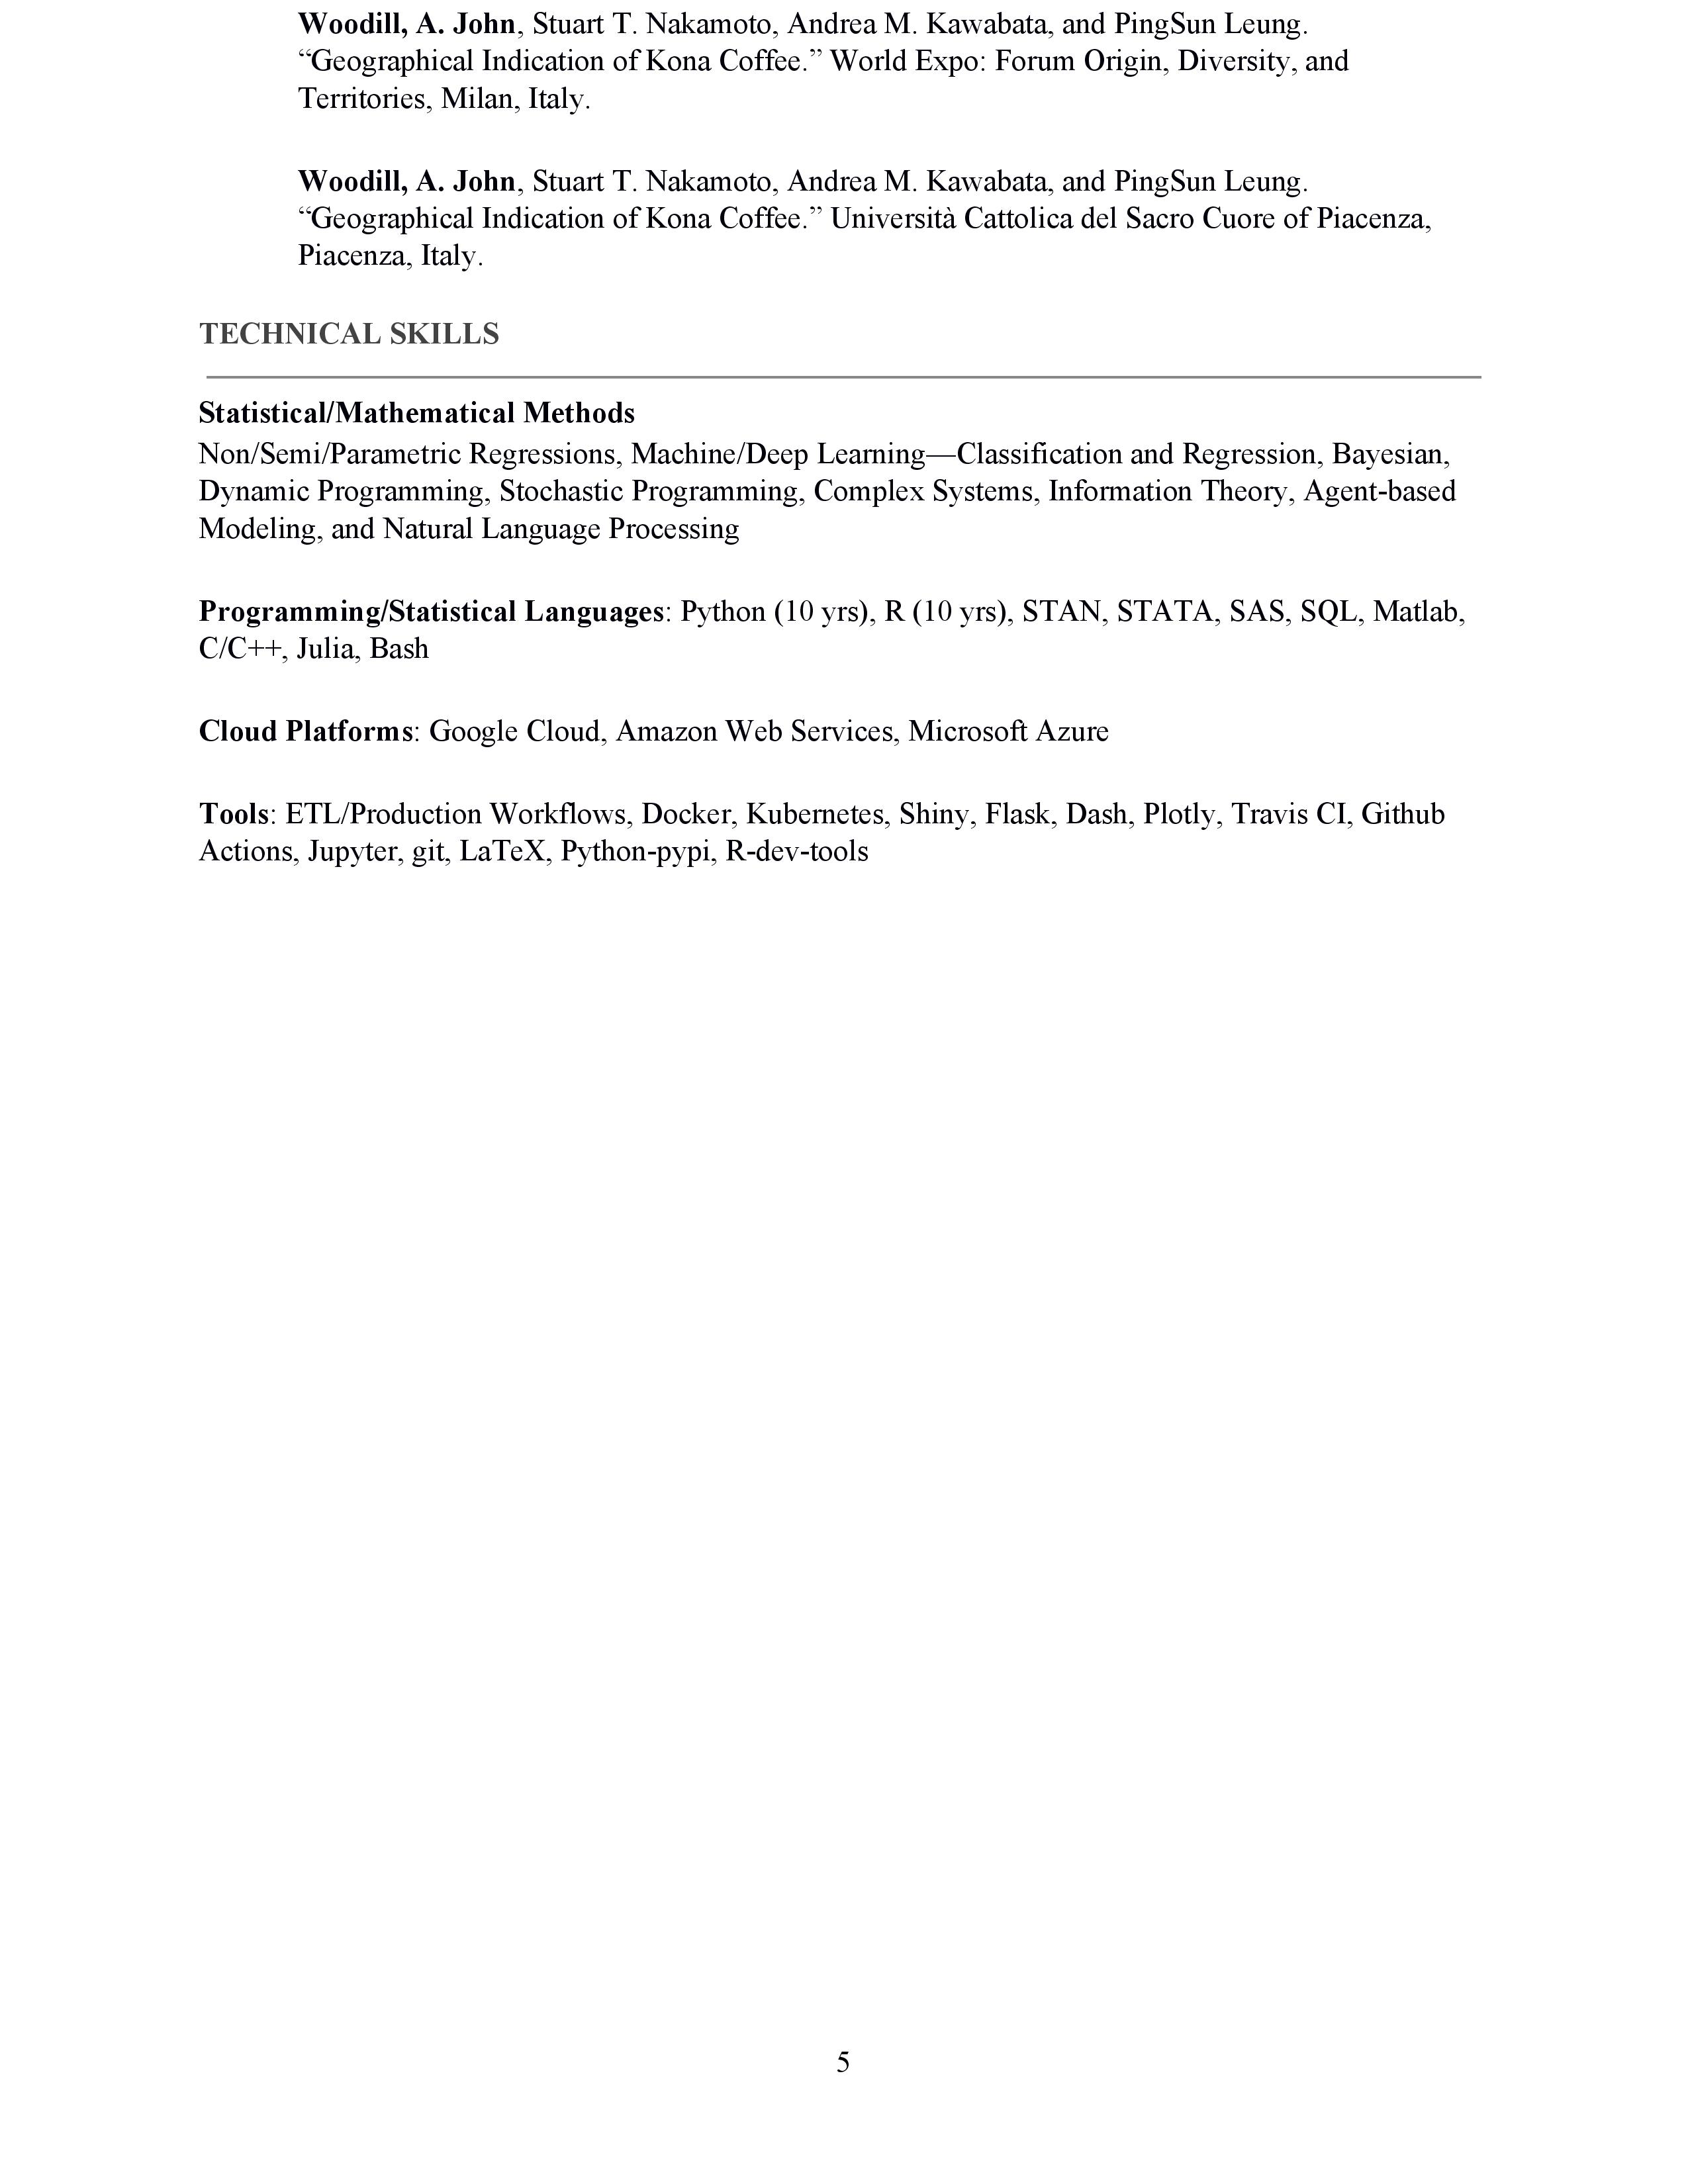 Woodill, A. John, Stuart T. Nakamoto, Andrea M. Kawabata, and PingSun Leung.
“Geographical Indication of Kona Coffee.” World Expo: Forum Origin, Diversity, and
Territories, Milan, Italy.
Woodill, A. John, Stuart T. Nakamoto, Andrea M. Kawabata, and PingSun Leung.
“Geographical Indication of Kona Coffee.” Università Cattolica del Sacro Cuore of Piacenza,
Piacenza, Italy.
TECHNICAL SKILLS
Statistical/Mathematical Methods
Non/Semi/Parametric Regressions, Machine/Deep Learning—Classification and Regression, Bayesian,
Dynamic Programming, Stochastic Programming, Complex Systems, Information Theory, Agent-based
Modeling, and Natural Language Processing
Programming/Statistical Languages: Python (10 yrs), R (10 yrs), STAN, STATA, SAS, SQL, Matlab,
C/C++, Julia, Bash
Cloud Platforms: Google Cloud, Amazon Web Services, Microsoft Azure
Tools: ETL/Production Workflows, Docker, Kubernetes, Shiny, Flask, Dash, Plotly, Travis CI, Github
Actions, Jupyter, git, LaTeX, Python-pypi, R-dev-tools
5